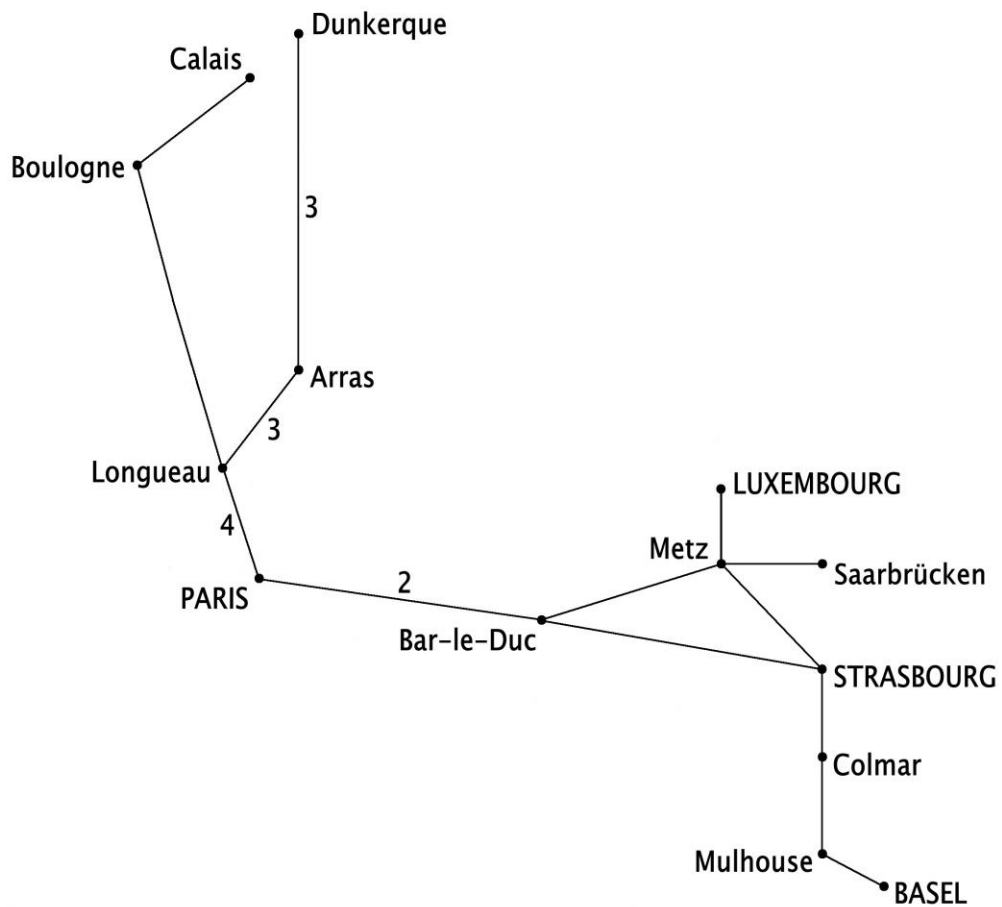 Dunkerque
Calais
Boulogne
3
Arras
3
Longueau
4
PARIS
2
Bar-le-Duc
LUXEMBOURG
Metz
Saarbrücken
STRASBOURG
Colmar
Mulhouse
BASEL